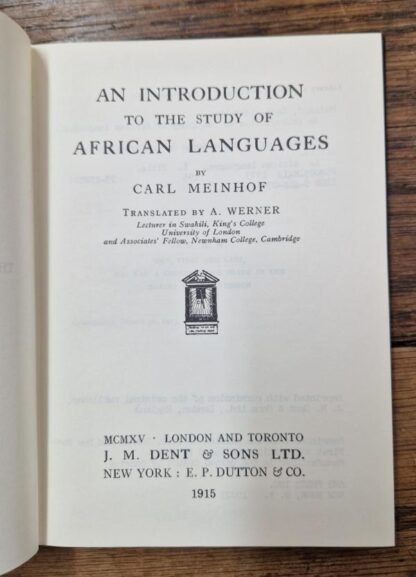 AN INTRODUCTION
TO THE STUDY OF
AFRICAN LANGUAGES
BY
CARL MEINHOF
TRANSLATED BY A. WERNER
Lecturer in Swahili, King's College
University of London
and Associates' Fellow, Newnham College, Cambridge
MCMXV · LONDON AND TORONTO
J. M. DENT & SONS LTD.
NEW YORK : E. P. DUTTON & CO.
1915